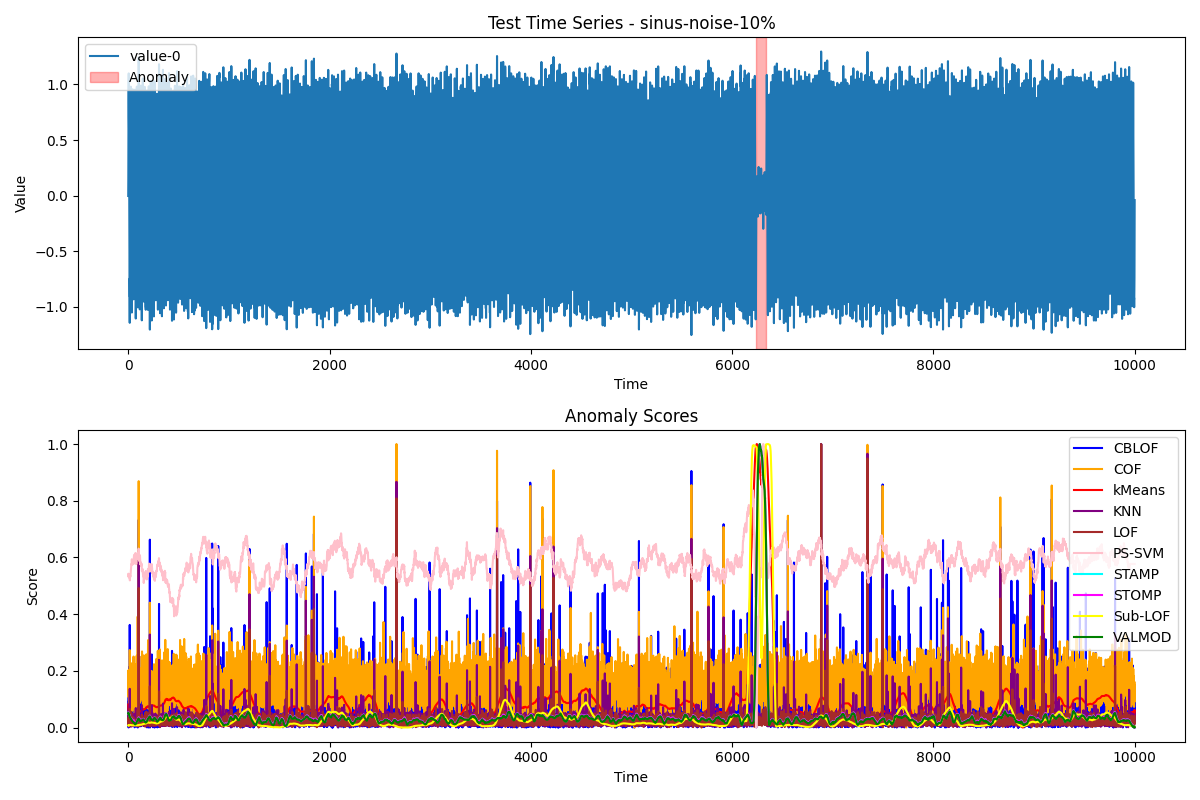 Test Time Series - sinus-noise-10%
value-0
Anomaly
1.0
0.5
0.0
−0.5
−1.0
Value
0 2000 4000 6000 8000 10000
Time
Anomaly Scores
CBLOF
COF
kMeans
KNN
LOF
PS-SVM
STAMP
STOMP
Sub-LOF
VALMOD
1.0
0.8
0.6
0.4
0.2
0.0
Score
0 2000 4000 6000 8000 10000
Time